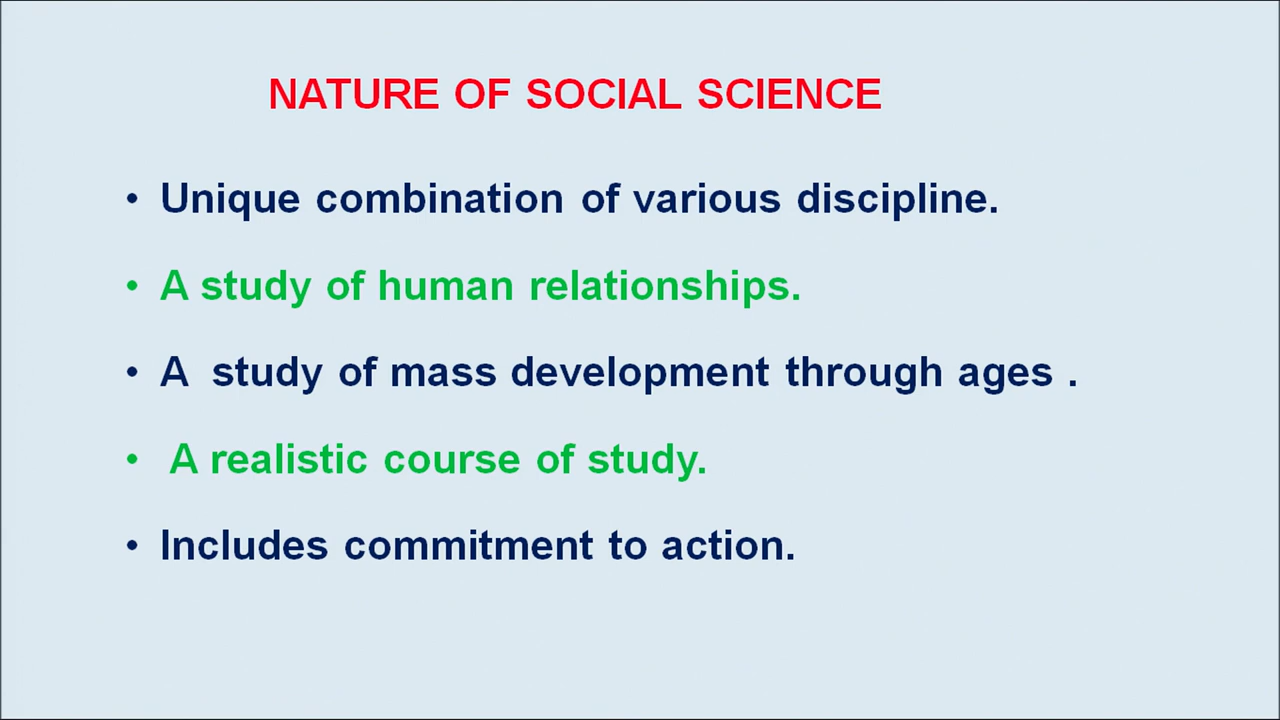 NATURE OF SOCIAL SCIENCE
• Unique combination of various discipline.
• A study of human relationships.
• A study of mass development through ages .
• A realistic course of study.
• Includes commitment to action.